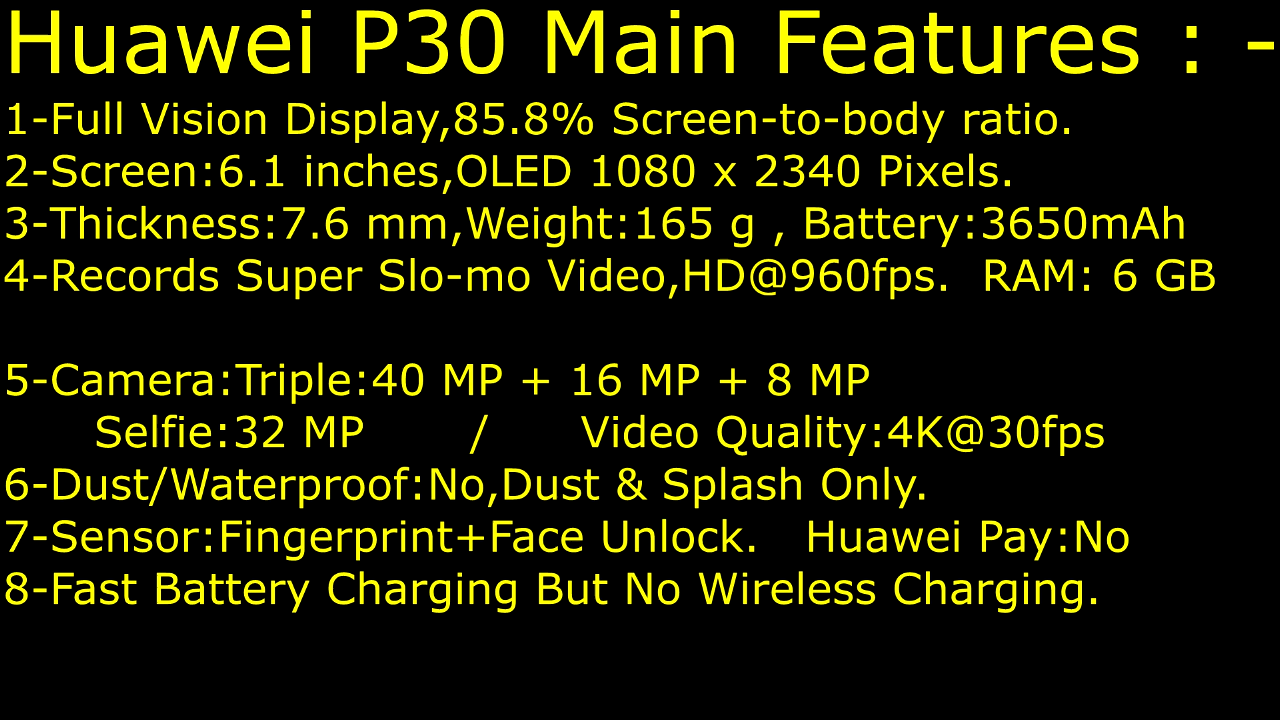 Huawei P30 Main Features : -
1-Full Vision Display,85.8% Screen-to-body ratio.
2-Screen:6.1 inches,OLED 1080 x 2340 Pixels.
3-Thickness:7.6 mm,Weight:165 g , Battery:3650mAh
4-Records Super Slo-mo Video,HD@960fps.  RAM: 6 GB
5-Camera:Triple:40 MP + 16 MP + 8 MP
Selfie:32 MP / Video Quality:4K@30fps
6-Dust/Waterproof:No,Dust & Splash Only.
7-Sensor:Fingerprint+Face Unlock.   Huawei Pay:No
8-Fast Battery Charging But No Wireless Charging.